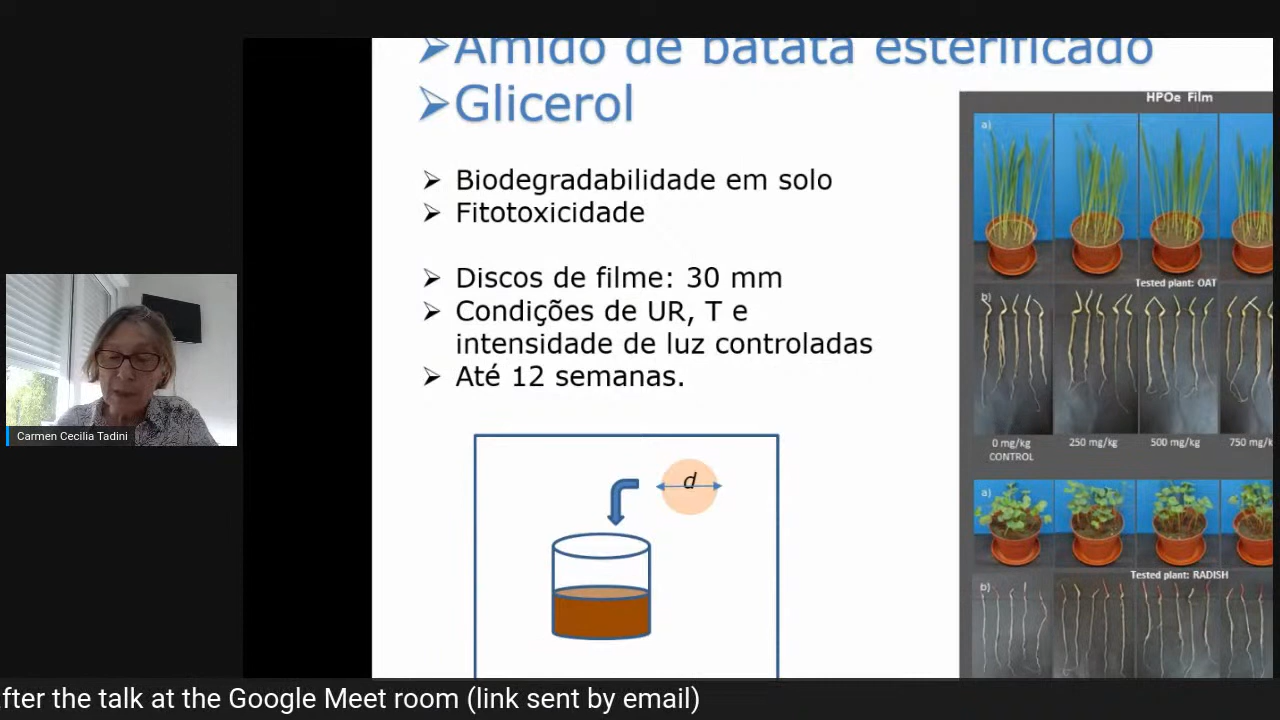 ➢Amido de batata esterificado
➢Glicerol
➢ Biodegradabilidade em solo
➢ Fitotoxicidade
➢ Discos de filme: 30 mm
➢ Condições de UR, T e
intensidade de luz controladas
➢ Até 12 semanas.
d
HPOe Film
a)
Tested plant: OAT
b)
0 mg/kg 250 mg/kg 500 mg/kg 750 mg/k
CONTROL
a)
Tested plant: RADISH
b)
Carmen Cecilia Tadini
fter the talk at the Google Meet room (link sent by email)